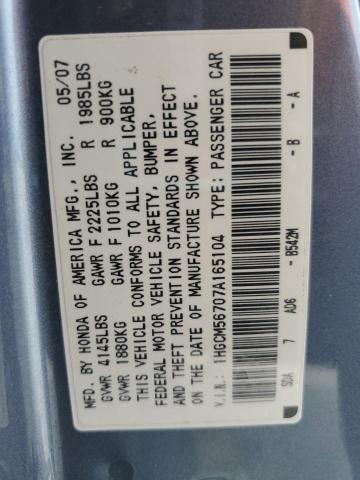 MFD. BY HONDA OF AMERICA MFG., INC. 05/07
GVWR 4145LBS GAWR F 2225LBS R 1985LBS
GVWR 1880KG GAWR F 1010KG R 900KG
THIS VEHICLE CONFORMS TO ALL APPLICABLE
FEDERAL MOTOR VEHICLE SAFETY, BUMPER,
AND THEFT PREVENTION STANDARDS IN EFFECT
ON THE DATE OF MANUFACTURE SHOWN ABOVE.
V.I.N.: 1HGCM56707A165104 TYPE: PASSENGER CAR
SDA 7 AD6 - B542M - B - A